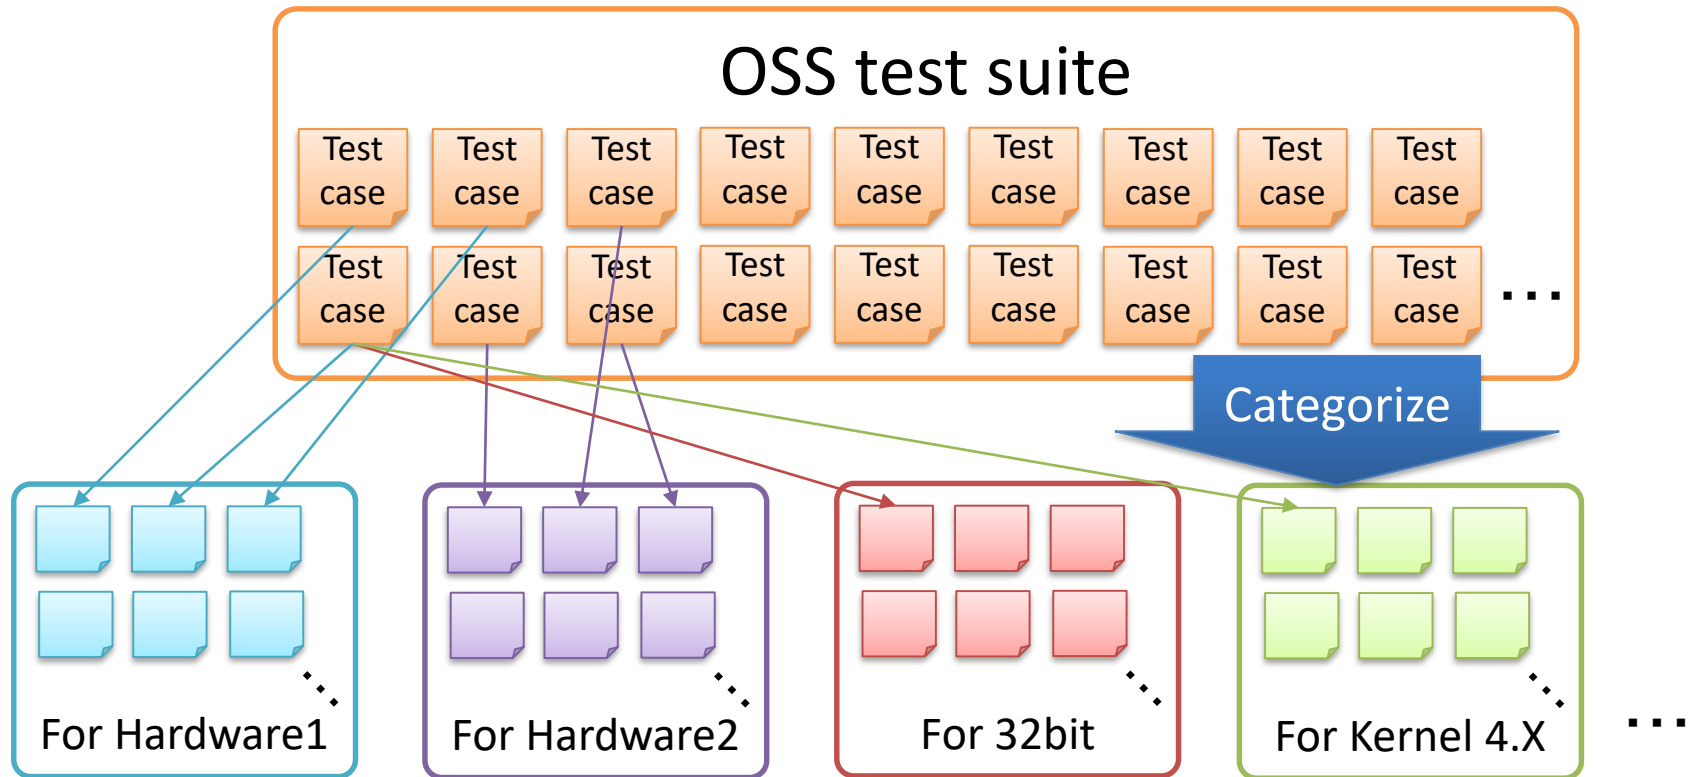 OSS test suite
Test Test Test Test Test Test Test Test Test
case case case case case case case case case
Test Test Test Test Test Test Test Test Test
case case case case case case case case case
...
Categorize
For Hardware1
For Hardware2
For 32bit
For Kernel 4.X
...